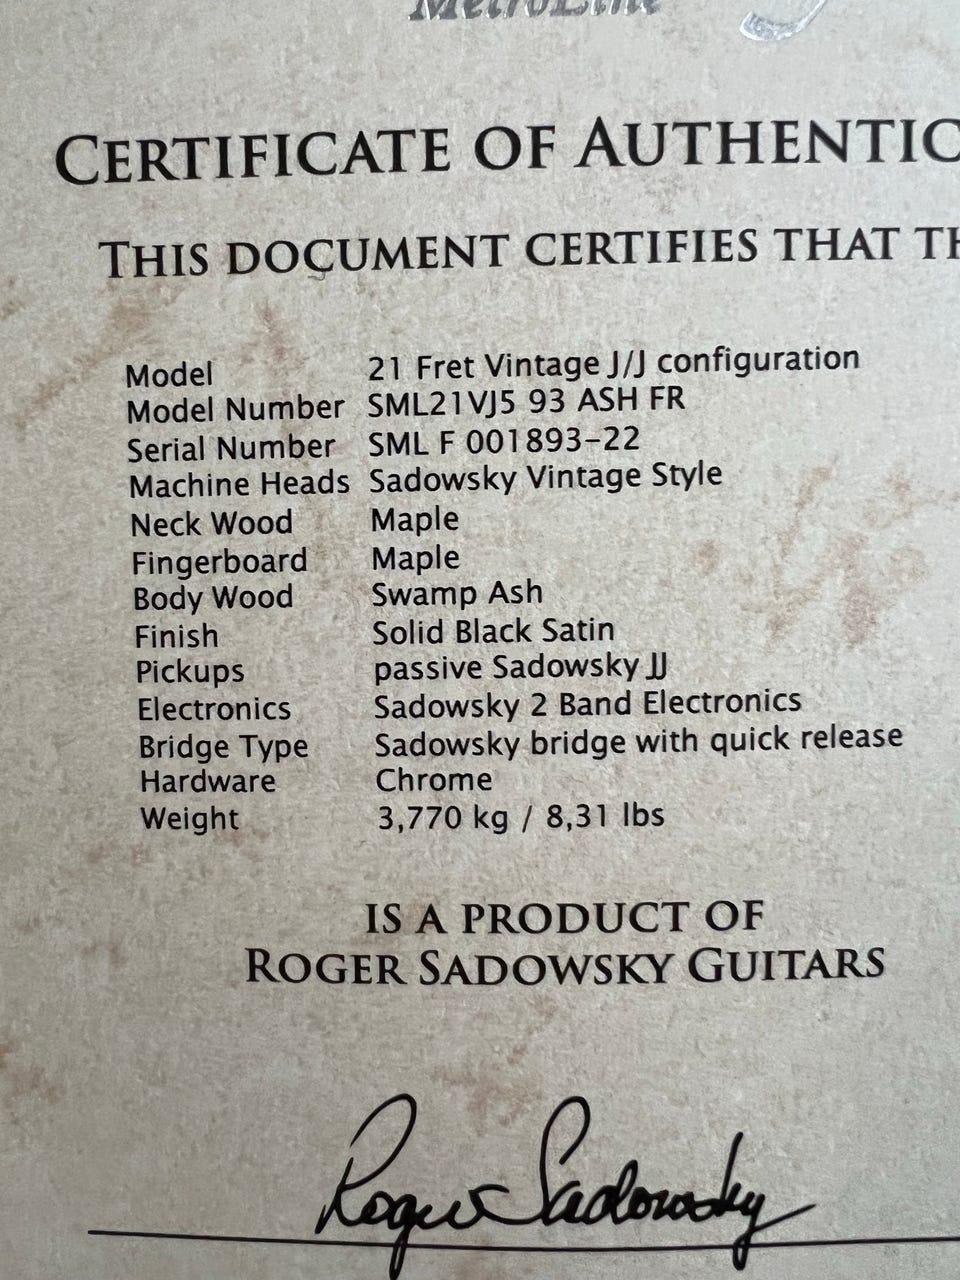 MetroLine
CERTIFICATE OF AUTHENTIC
THIS DOCUMENT CERTIFIES THAT TH
Model 21 Fret Vintage J/J configuration
Model Number SML21VJ5 93 ASH FR
Serial Number SML F 001893-22
Machine Heads Sadowsky Vintage Style
Neck Wood Maple
Fingerboard Maple
Body Wood Swamp Ash
Finish Solid Black Satin
Pickups passive Sadowsky JJ
Electronics Sadowsky 2 Band Electronics
Bridge Type Sadowsky bridge with quick release
Hardware Chrome
Weight 3,770 kg / 8,31 lbs
IS A PRODUCT OF
ROGER SADOWSKY GUITARS
Roger Sadowsky